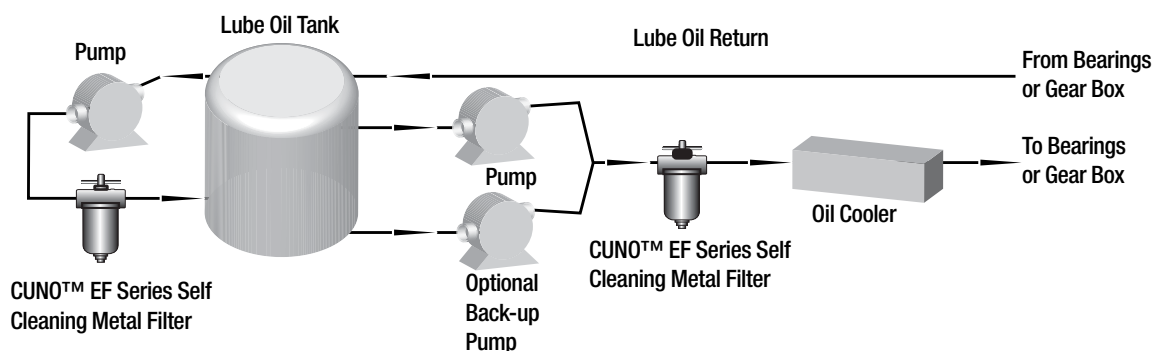 Lube Oil Tank
Pump
Lube Oil Return
From Bearings
or Gear Box
To Bearings
or Gear Box
Pump
Oil Cooler
CUNO™ EF Series Self
Cleaning Metal Filter
Optional
Back-up
Pump
CUNO™ EF Series Self
Cleaning Metal Filter